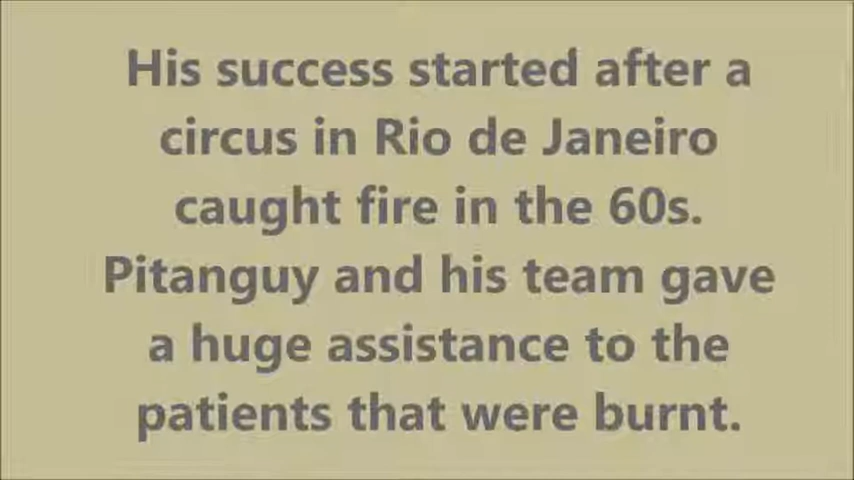 His success started after a
circus in Rio de Janeiro
caught fire in the 60s.
Pitanguy and his team gave
a huge assistance to the
patients that were burnt.